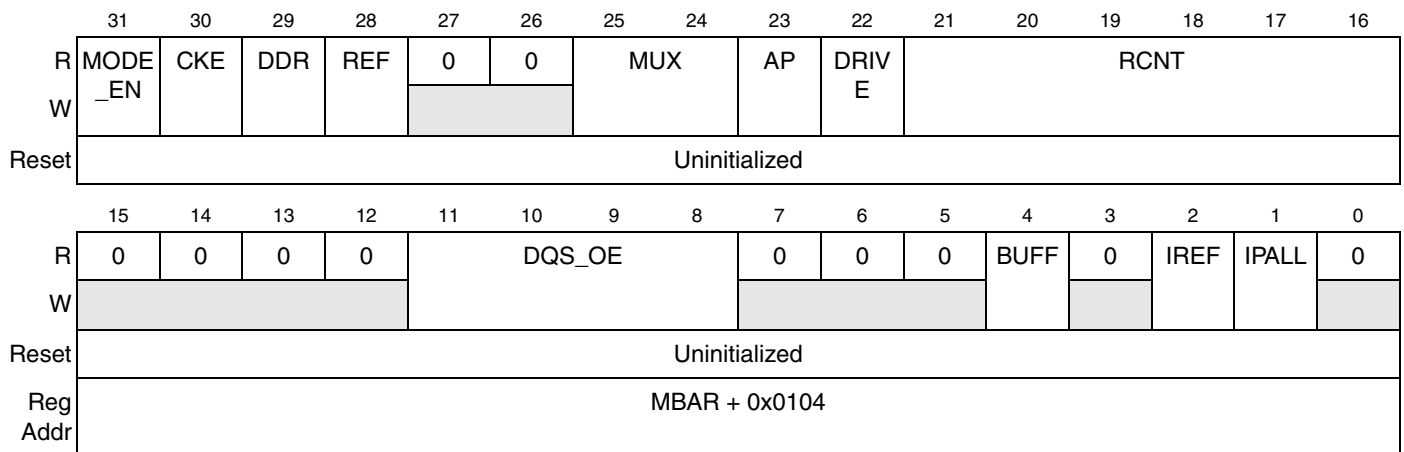 31 30 29 28 27 26 25 24 23 22 21 20 19 18 17 16
R MODE CKE DDR REF 0 0 MUX AP DRIV RCNT
_EN E
W
Reset Uninitialized
15 14 13 12 11 10 9 8 7 6 5 4 3 2 1 0
R 0 0 0 0 DQS_OE 0 0 0 BUFF 0 IREF IPALL 0
W
Reset Uninitialized
Reg MBAR + 0x0104
Addr